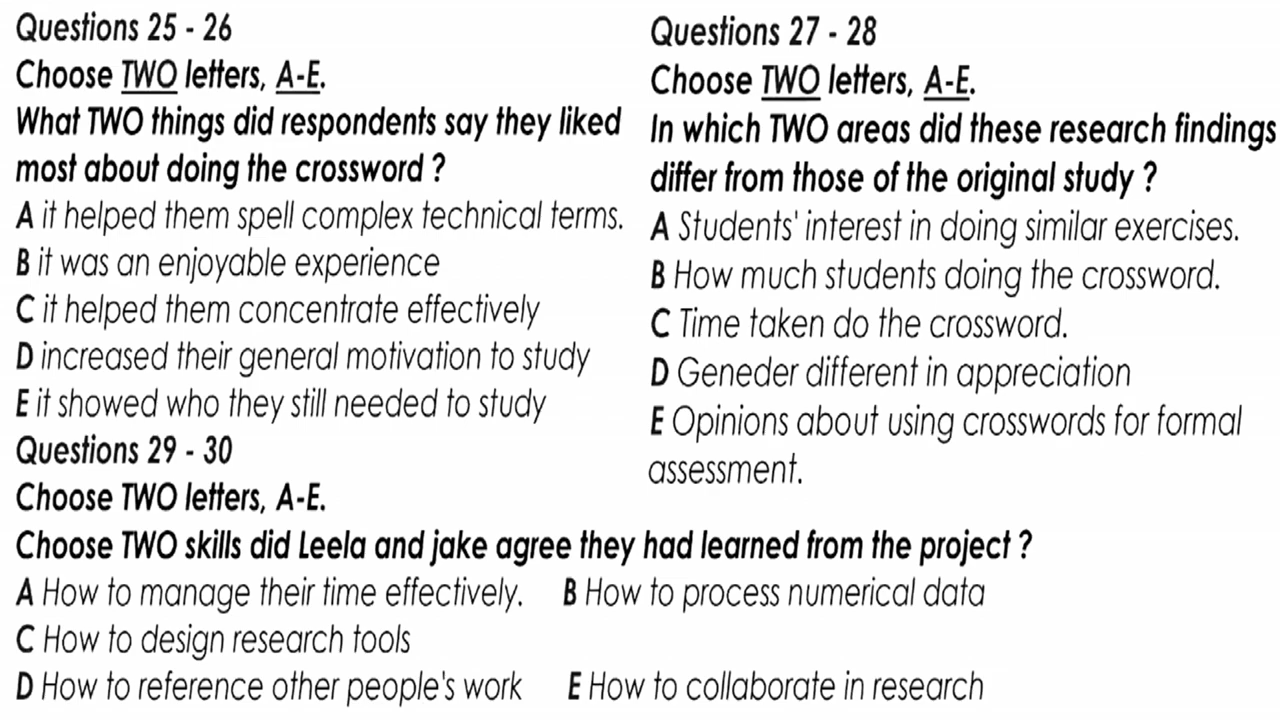 Questions 25 - 26
Choose TWO letters, A-E.
What TWO things did respondents say they liked
most about doing the crossword ?
A it helped them spell complex technical terms.
B it was an enjoyable experience
C it helped them concentrate effectively
D increased their general motivation to study
E it showed who they still needed to study
Questions 27 - 28
Choose TWO letters, A-E.
In which TWO areas did these research findings
differ from those of the original study ?
A Students' interest in doing similar exercises.
B How much students doing the crossword.
C Time taken do the crossword.
D Geneder different in appreciation
E Opinions about using crosswords for formal
assessment.
Questions 29 - 30
Choose TWO letters, A-E.
Choose TWO skills did Leela and jake agree they had learned from the project ?
A How to manage their time effectively. B How to process numerical data
C How to design research tools
D How to reference other people's work E How to collaborate in research